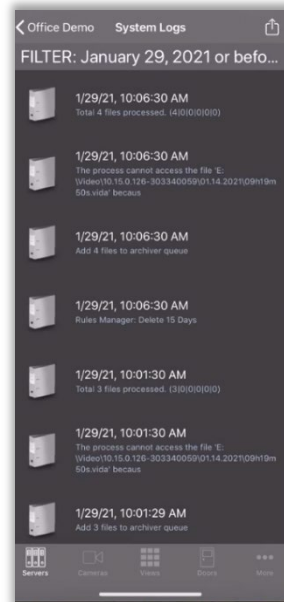 Office Demo System Logs
FILTER: January 29, 2021 or befo...
1/29/21, 10:06:30 AM
Total 4 files processed. (4|0|0|0|0|0)
1/29/21, 10:06:30 AM
The process cannot access the file 'E:
\Video\10.15.0.126-303340059\01.14.2021\09h19m
50s.vida' becaus
1/29/21, 10:06:30 AM
Add 4 files to archiver queue
1/29/21, 10:06:30 AM
Rules Manager: Delete 15 Days
1/29/21, 10:01:30 AM
Total 3 files processed. (3|0|0|0|0|0)
1/29/21, 10:01:30 AM
The process cannot access the file 'E:
\Video\10.15.0.126-303340059\01.14.2021\09h19m
50s.vida' becaus
1/29/21, 10:01:29 AM
Add 3 files to archiver queue
Servers Cameras Views Doors More